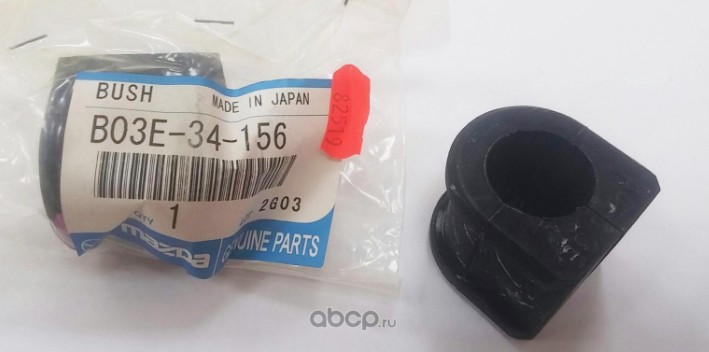 BUSH
MADE IN JAPAN
B03E-34-156
82519
QTY
1
2G03
mazda
GENUINE PARTS
abcp.ru